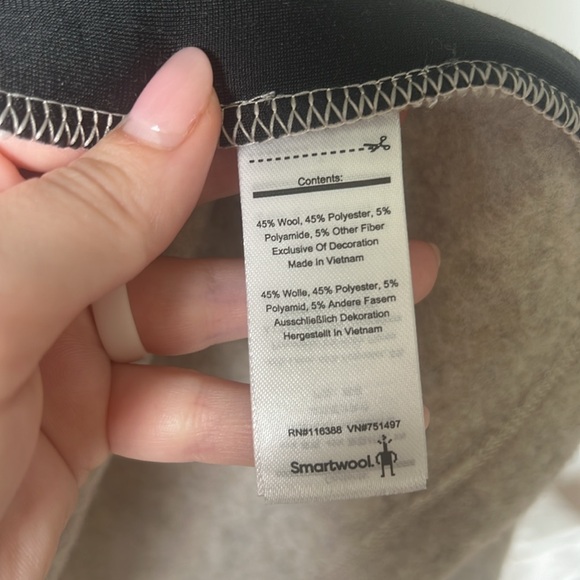 Contents:
45% Wool, 45% Polyester, 5%
Polyamide, 5% Other Fiber
Exclusive Of Decoration
Made in Vietnam
45% Wolle, 45% Polyester, 5%
Polyamid, 5% Andere Fasern
Ausschließlich Dekoration
Hergestellt in Vietnam
RN#116388 VN#751497
Smartwool